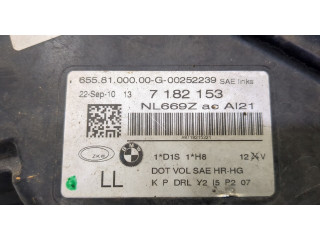 655.81.000.00-G-00252239 SAE links
22-Sep-10 13 7 182 153
NL669Z ac AI21
1*D1S 1*H8 12 V
LL DOT VOL SAE HR-HG
K P DRL Y2 I5 P2 07